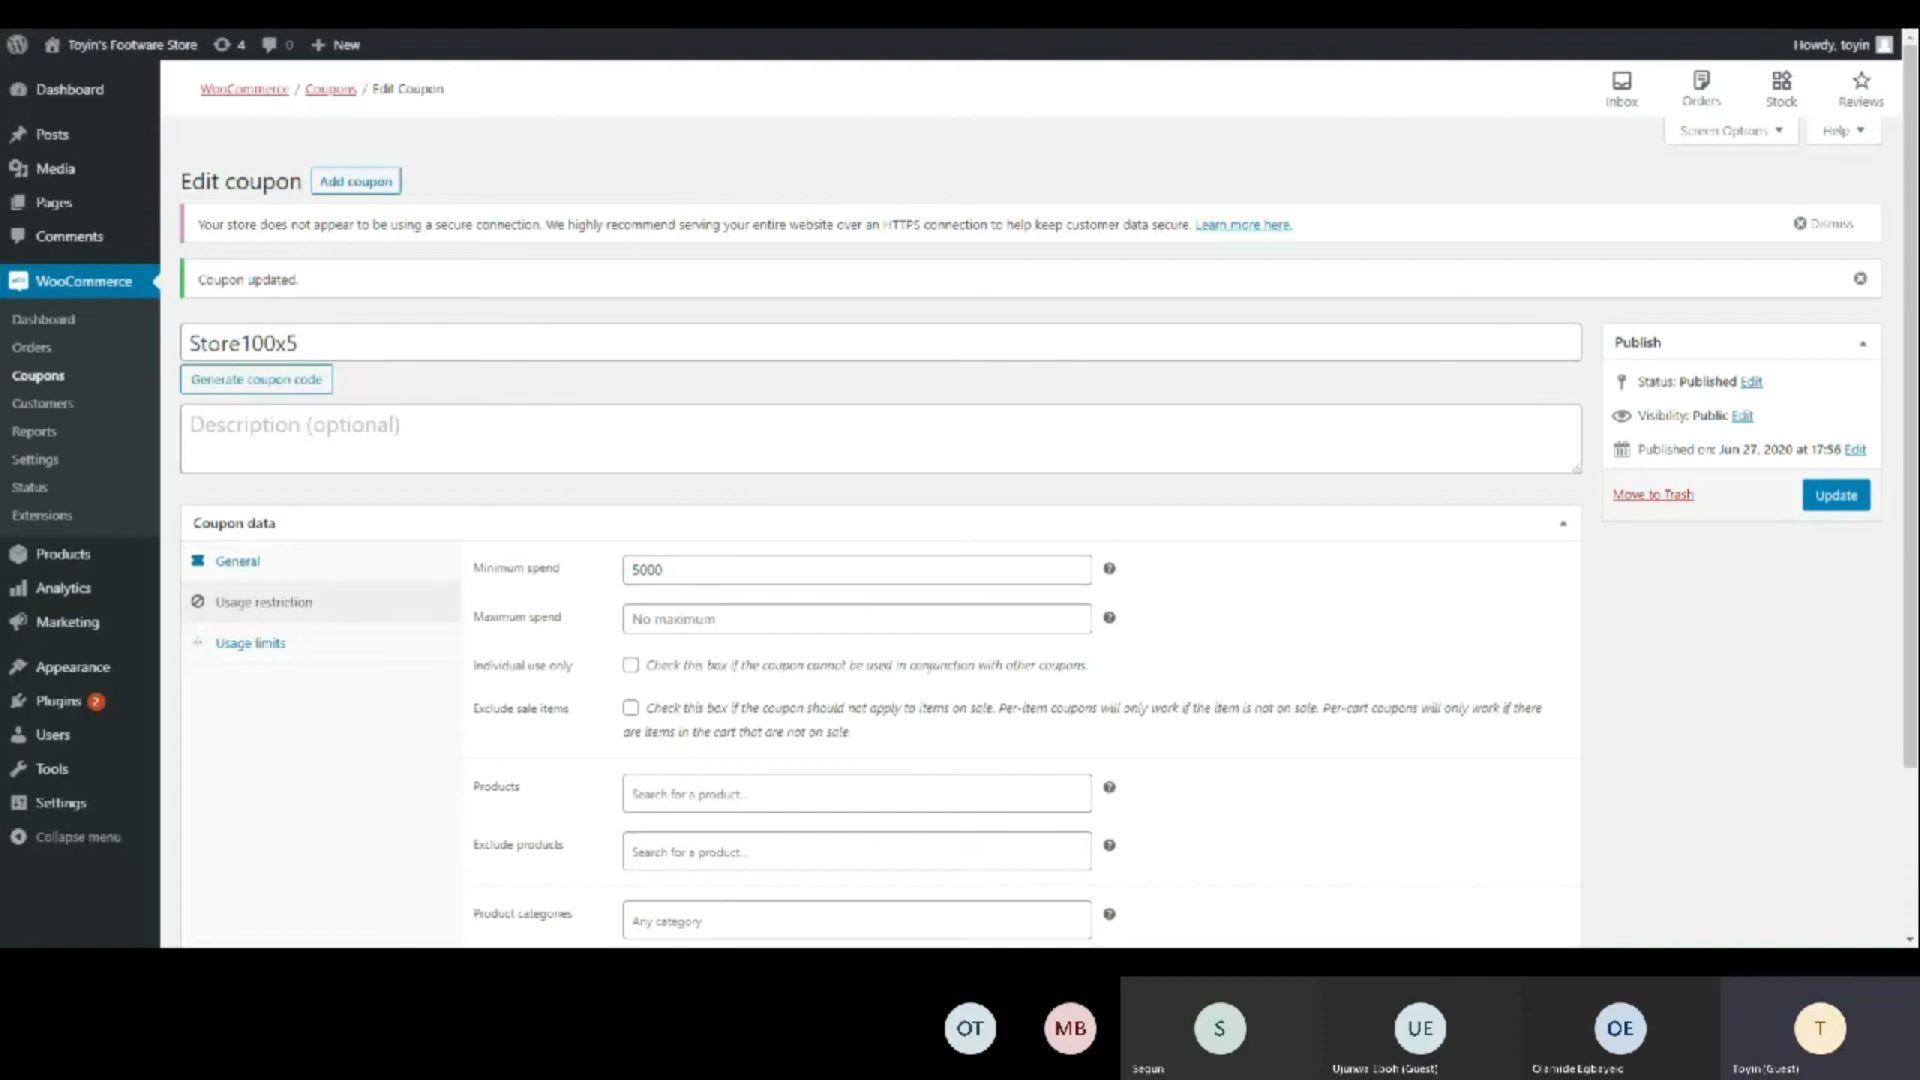 Toyin's Footware Store 4 0 New
Howdy, toyin
Dashboard
Posts
Media
Pages
Comments
WooCommerce
Dashboard
Orders
Coupons
Customers
Reports
Settings
Status
Extensions
Products
Analytics
Marketing
Appearance
Plugins 2
Users
Tools
Settings
Collapse menu
WooCommerce / Coupons / Edit Coupon
Inbox
Orders
Stock
Reviews
Screen Options
Help
Edit coupon
Add coupon
Your store does not appear to be using a secure connection. We highly recommend serving your entire website over an HTTPS connection to help keep customer data secure. Learn more here.
Dismiss
Coupon updated.
Store100x5
Generate coupon code
Description (optional)
Publish
Status: Published Edit
Visibility: Public Edit
Published on: Jun 27, 2020 at 17:56 Edit
Move to Trash
Update
Coupon data
General
Usage restriction
Usage limits
Minimum spend
5000
Maximum spend
No maximum
Individual use only
Check this box if the coupon cannot be used in conjunction with other coupons.
Exclude sale items
Check this box if the coupon should not apply to items on sale. Per-item coupons will only work if the item is not on sale. Per-cart coupons will only work if there
are items in the cart that are not on sale.
Products
Search for a product...
Exclude products
Search for a product...
Product categories
Any category
OT
MB
S
UE
OE
T
Segun
(Guest)
Olamide Egbayelo
Toyin (Guest)